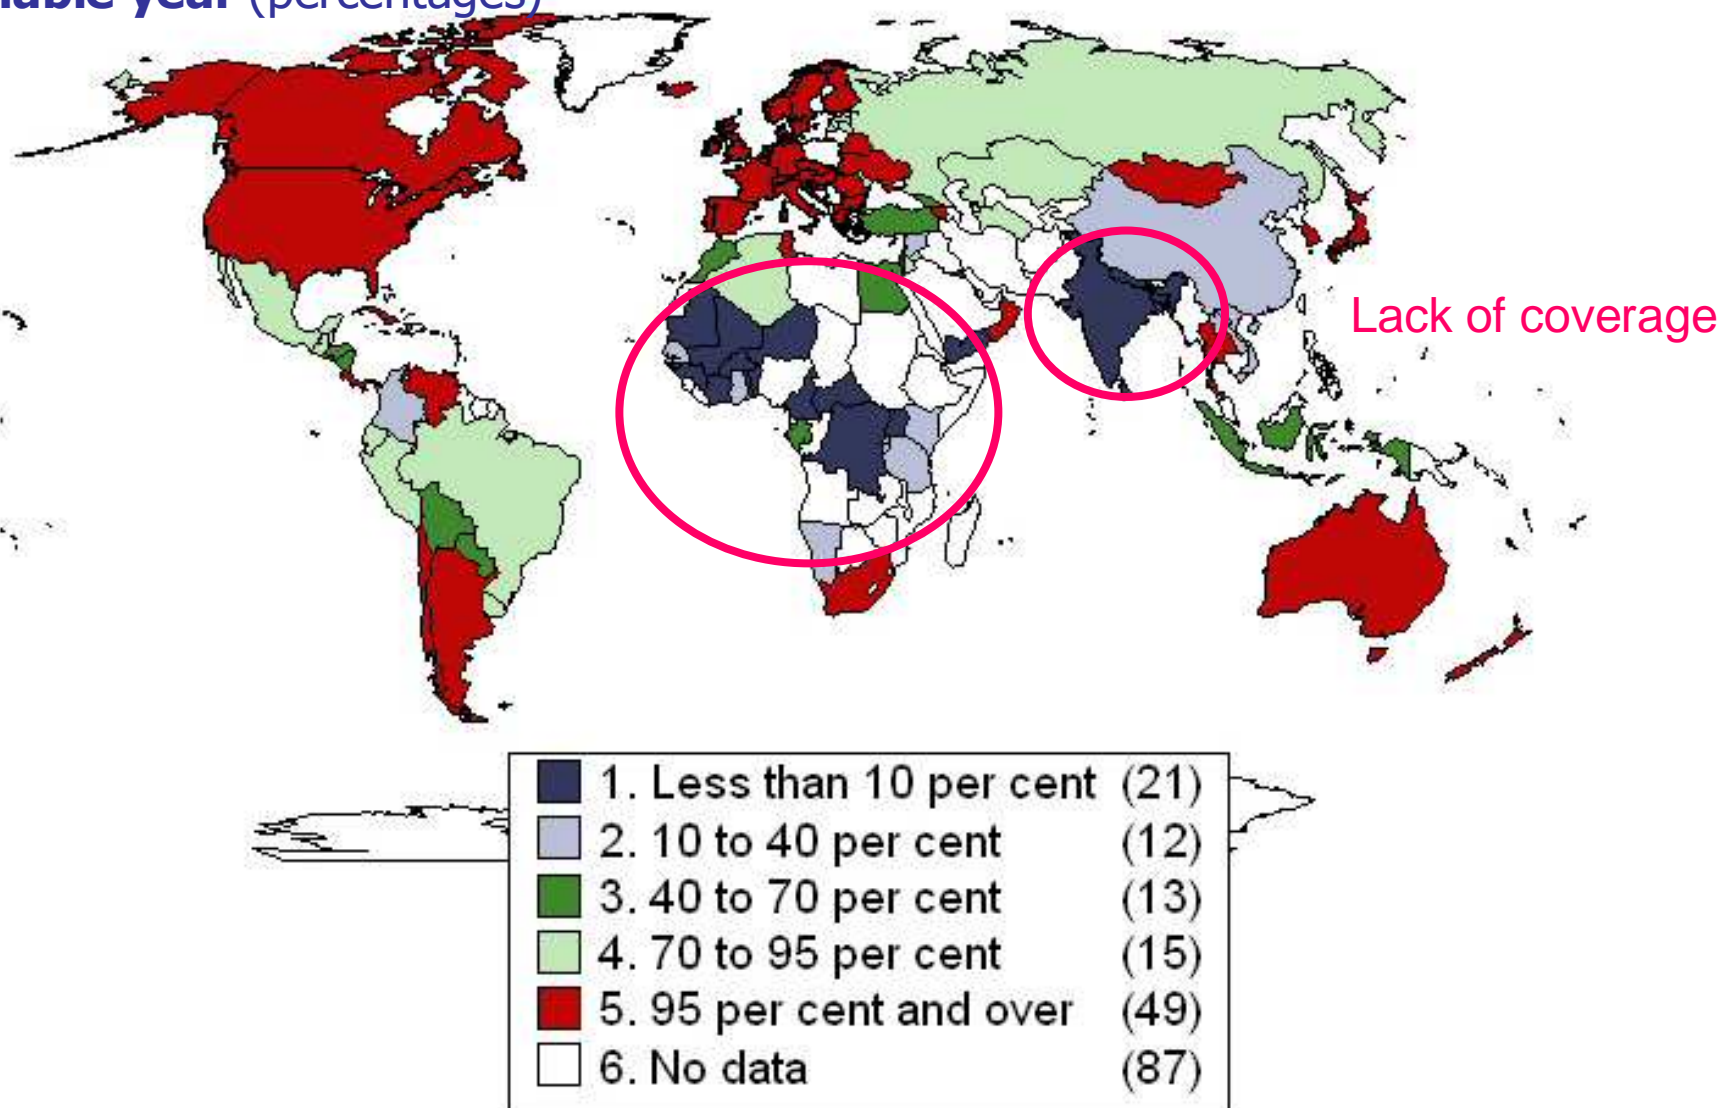 year (percentages)
Lack of coverage
1. Less than 10 per cent (21)
2. 10 to 40 per cent (12)
3. 40 to 70 per cent (13)
4. 70 to 95 per cent (15)
5. 95 per cent and over (49)
6. No data (87)